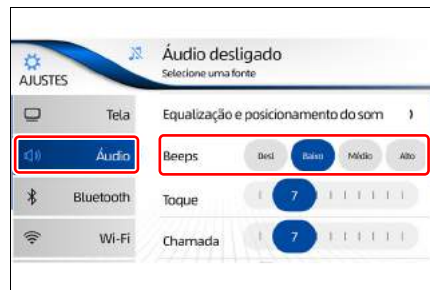 Áudio desligado
Selecione uma fonte
AJUSTES
Tela
Equalização e posicionamento do som
Áudio
Beeps Desl Baixo Médio Alto
Bluetooth
Toque 7
Wi-Fi
Chamada 7